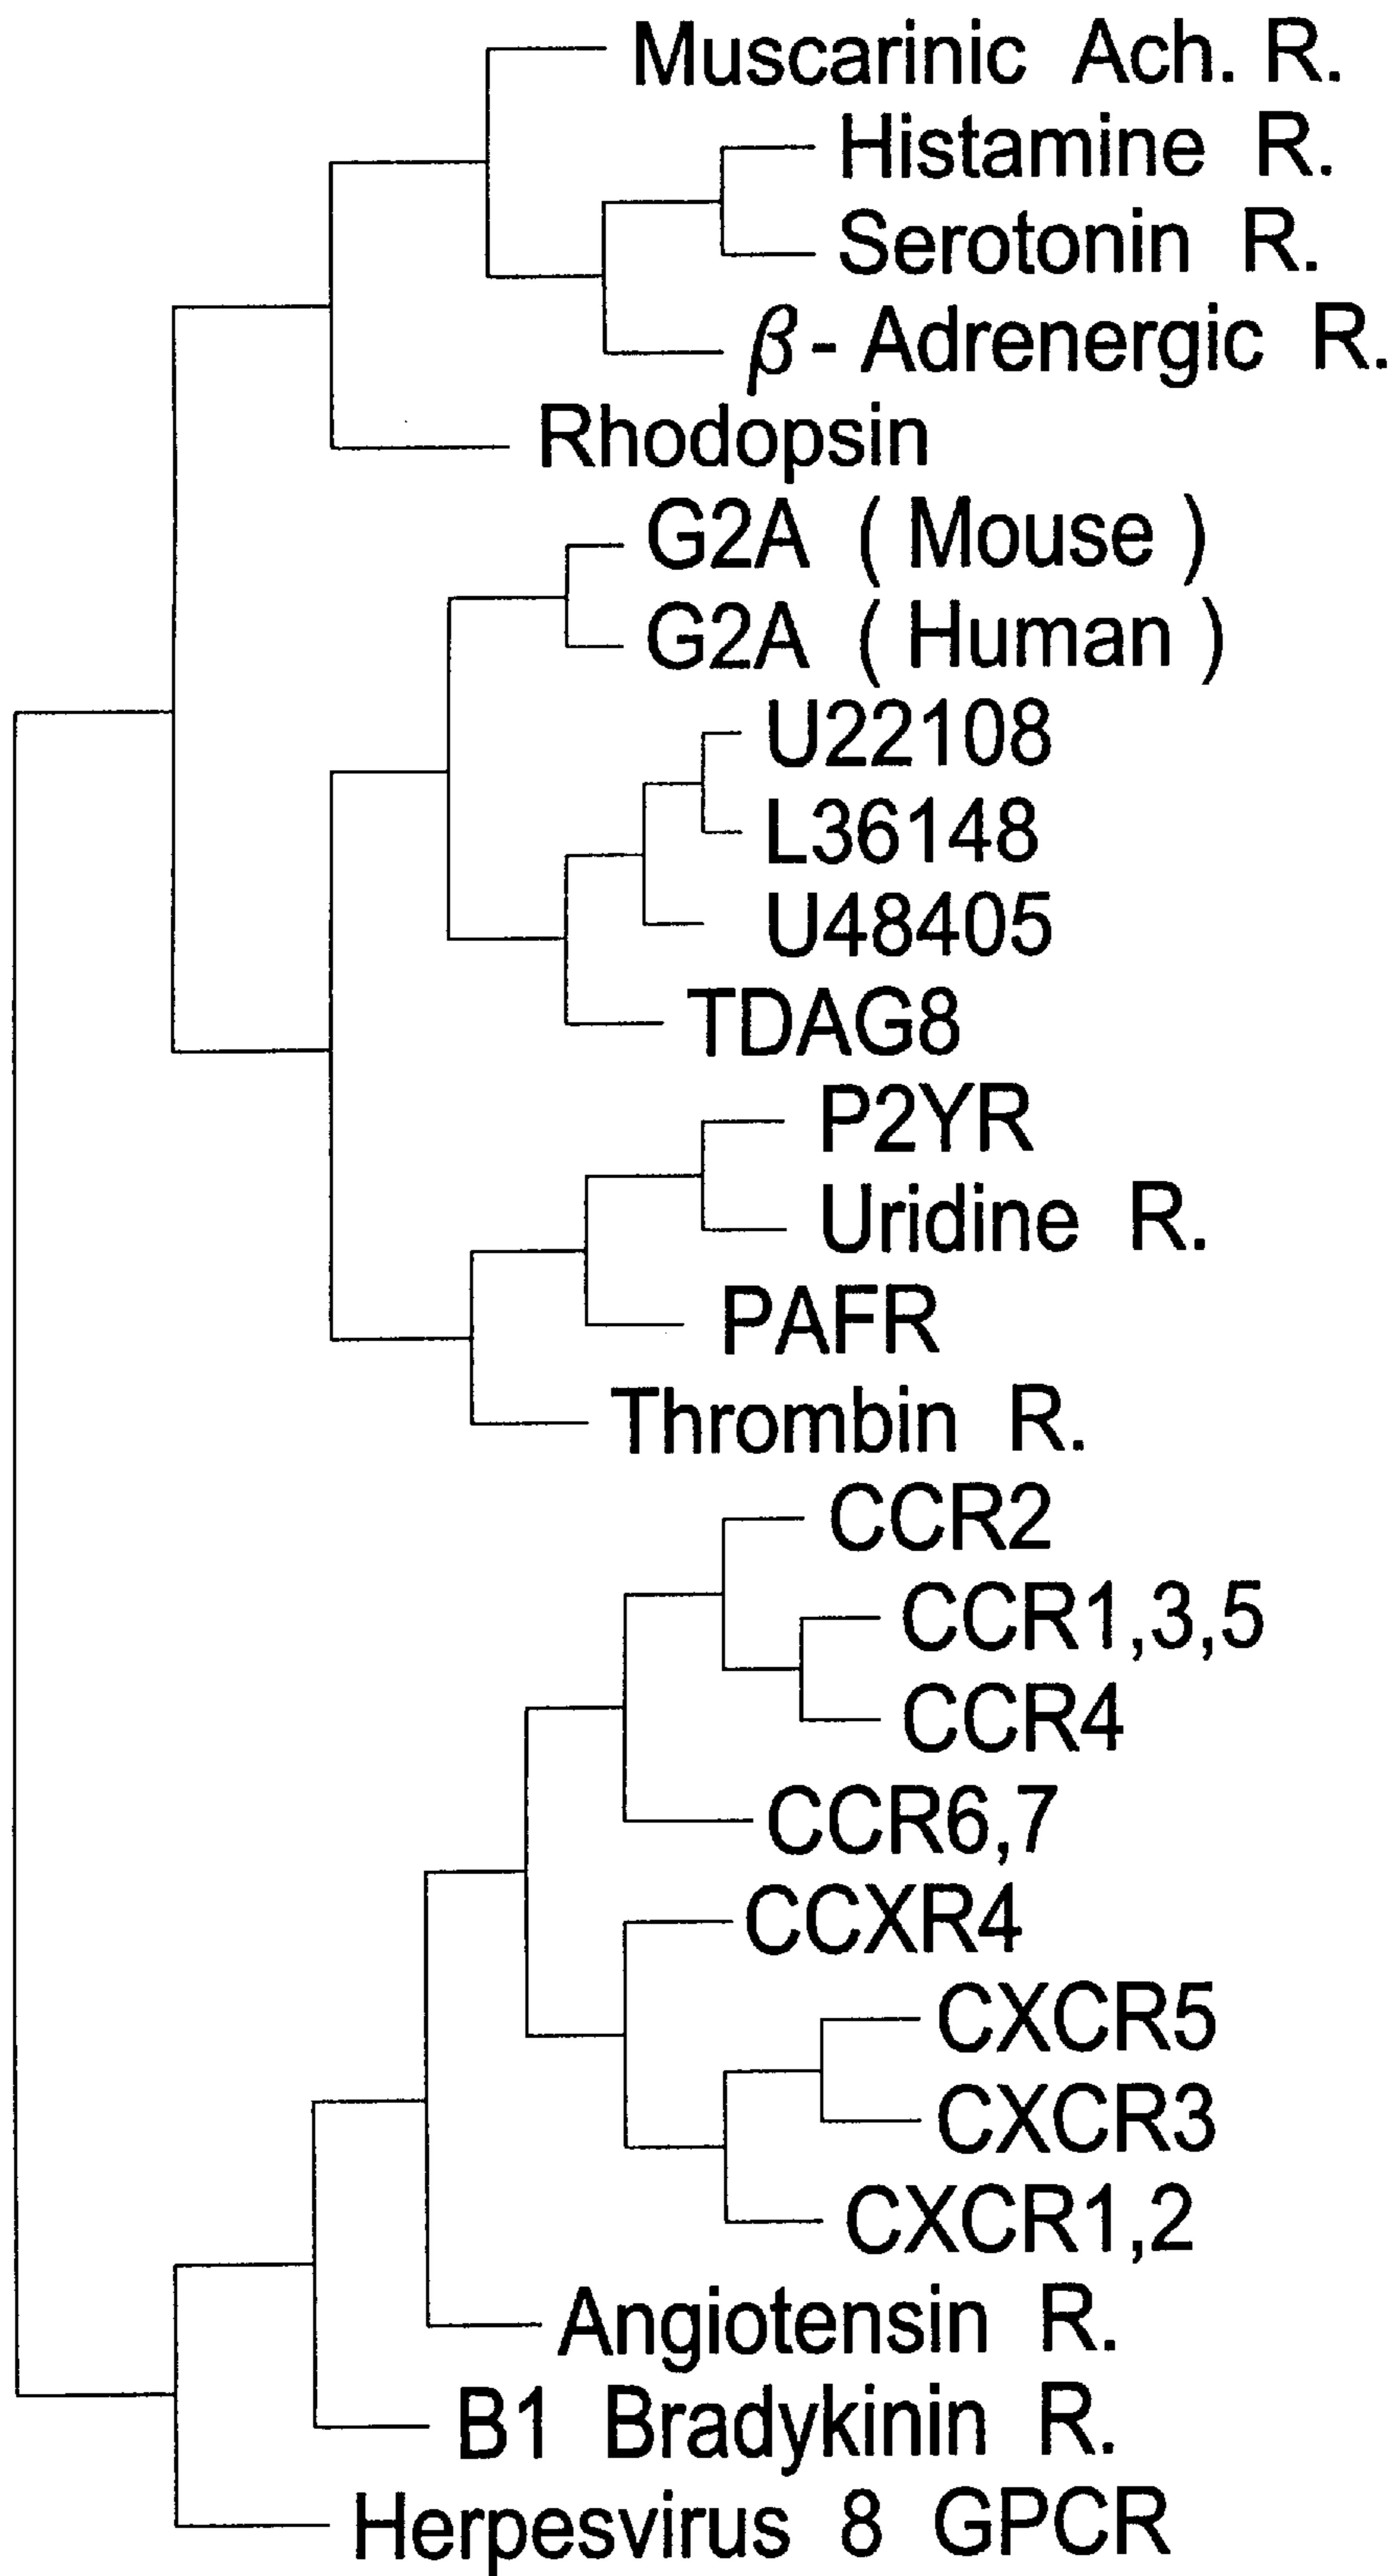 Muscarinic Ach. R.
Histamine R.
Serotonin R.
β- Adrenergic R.
Rhodopsin
G2A ( Mouse )
G2A ( Human )
U22108
L36148
U48405
TDAG8
P2YR
Uridine R.
PAFR
Thrombin R.
CCR2
CCR1,3,5
CCR4
CCR6,7
CCXR4
CXCR5
CXCR3
CXCR1,2
Angiotensin R.
B1 Bradykinin R.
Herpesvirus 8 GPCR